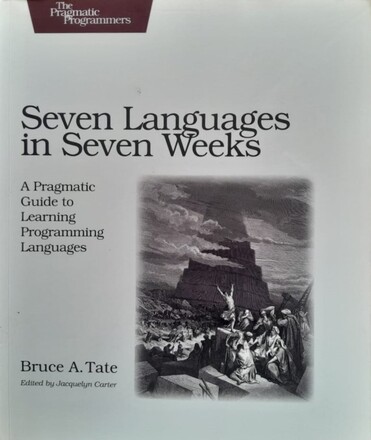 The
Pragmatic
Programmers
Seven Languages
in Seven Weeks
A Pragmatic
Guide to
Learning
Programming
Languages
Bruce A. Tate
Edited by Jacquelyn Carter